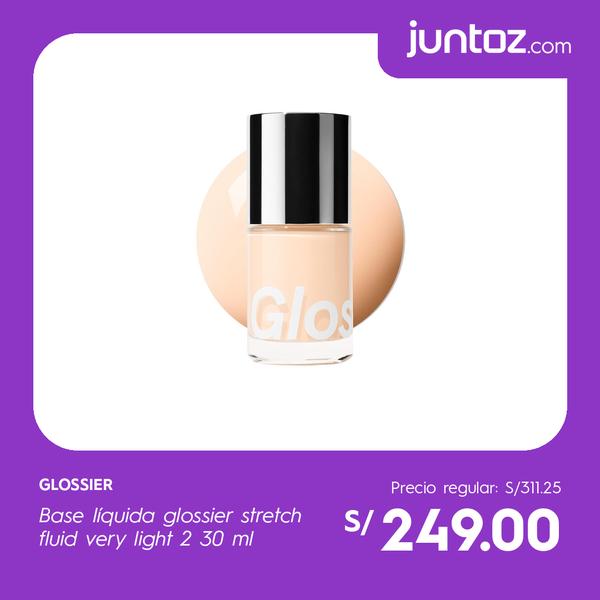 juntoz.com
Glos
GLOSSIER
Base líquida glossier stretch
fluid very light 2 30 ml
Precio regular: S/311.25
S/249.00